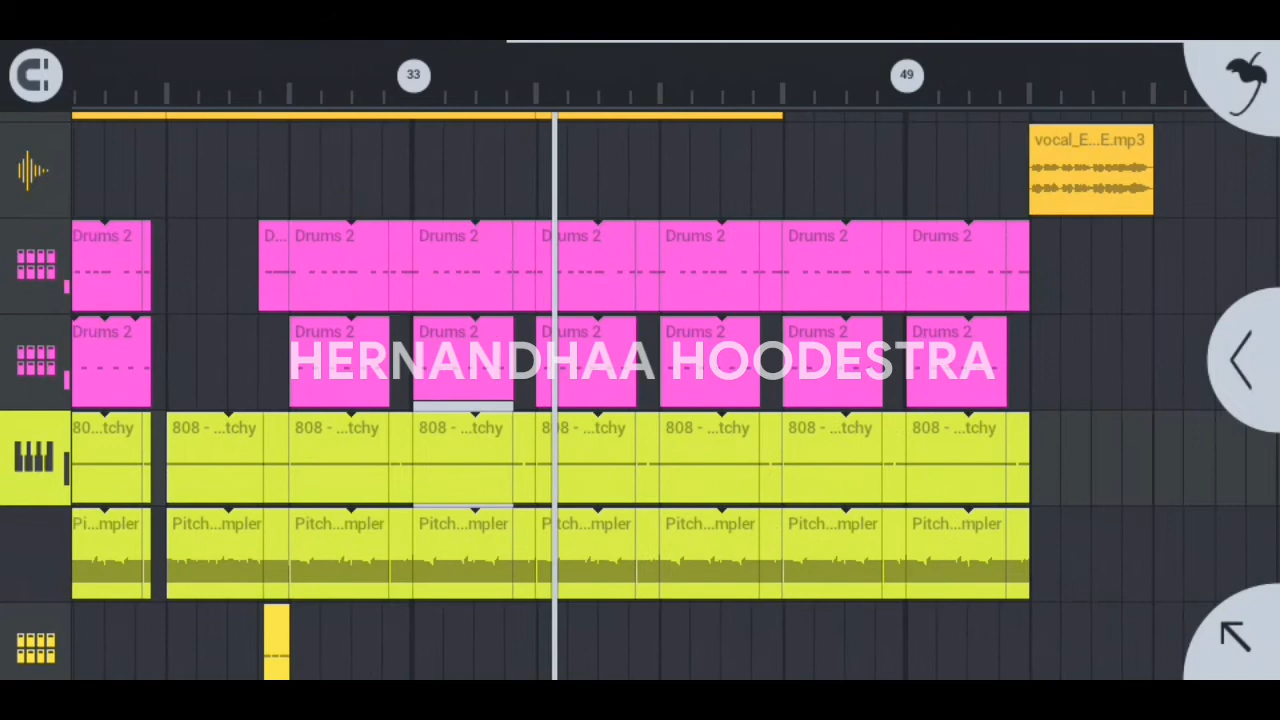 33 49
vocal_E...E.mp3
Drums 2 D... Drums 2 Drums 2 Drums 2 Drums 2 Drums 2 Drums 2
Drums 2 Drums 2 Drums 2 Drums 2 Drums 2 Drums 2 Drums 2
HERNANDHAA HOODESTRA
80...tchy 808 - ...tchy 808 - ...tchy 808 - ...tchy 808 - ...tchy 808 - ...tchy 808 - ...tchy 808 - ...tchy
Pi...mpler Pitch...mpler Pitch...mpler Pitch...mpler Pitch...mpler Pitch...mpler Pitch...mpler Pitch...mpler